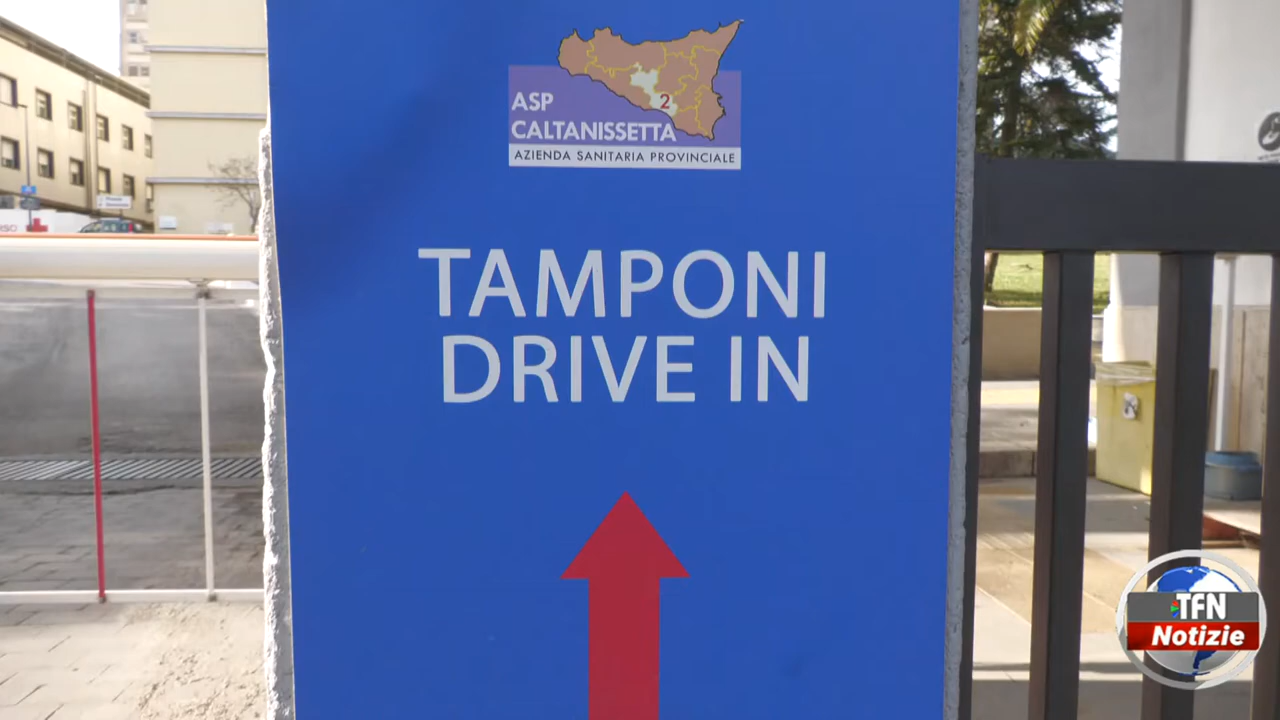 2
ASP
CALTANISSETTA
AZIENDA SANITARIA PROVINCIALE
TAMPONI
DRIVE IN
TFN
Notizie